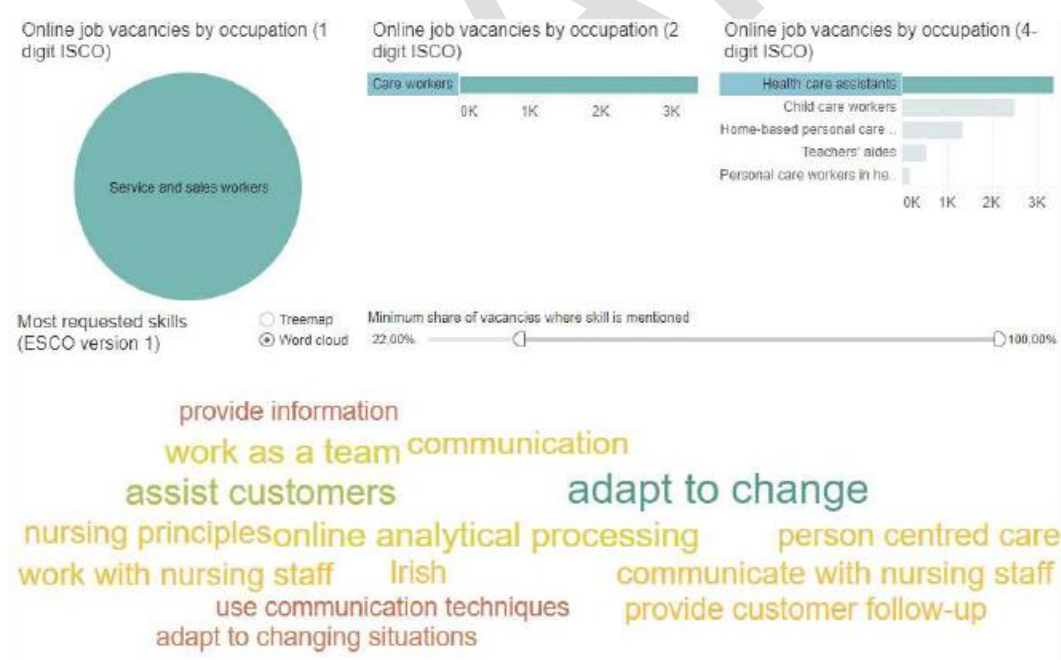 Online job vacancies by occupation (1
digit ISCO)
Service and sales workers
Online job vacancies by occupation (2
digit ISCO)
Care workers
0K 1K 2K 3K
Online job vacancies by occupation (4-
digit ISCO)
Health care assistants
Child care workers
Home-based personal care ..
Teachers' aides
Personal care workers in he..
0K 1K 2K 3K
Most requested skills
(ESCO version 1)
Treemap
Word cloud
Minimum share of vacancies where skill is mentioned
22,00% 100,00%
provide information
work as a team communication
assist customers adapt to change
nursing principles online analytical processing person centred care
work with nursing staff Irish communicate with nursing staff
use communication techniques provide customer follow-up
adapt to changing situations